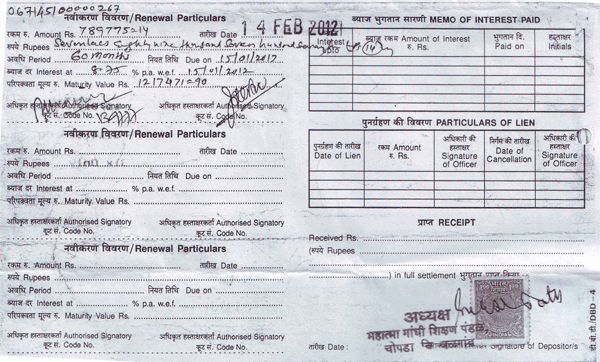 067145100000267
नवीकरण विवरण/Renewal Particulars
रकम रु. Amount Rs. 789775=14 तारीख Date 14 FEB 2012
रुपये Rupees Sevenlacs eighty nine thousand Seven hundred
अवधि Period 60 months नियत तिथि Due on 15/01/2017
ब्याज दर Interest at % p.a. w.e.f. 15/01/2012
परिपक्वता मूल्य रु. Maturity Value Rs. 1217471=90
अधिकृत हस्ताक्षरकर्ता Authorised Signatory अधिकृत हस्ताक्षरकर्ता Authorised Signatory
कूट सं. Code No. कूट सं. Code No.
नवीकरण विवरण/Renewal Particulars
रकम रु. Amount Rs. तारीख Date
रुपये Rupees
अवधि Period नियत तिथि Due on
ब्याज दर Interest at % p.a. w.e.f.
परिपक्वता मूल्य रु. Maturity Value Rs.
अधिकृत हस्ताक्षरकर्ता Authorised Signatory अधिकृत हस्ताक्षरकर्ता Authorised Signatory
कूट सं. Code No. कूट सं. Code No.
नवीकरण विवरण/Renewal Particulars
रकम रु. Amount Rs. तारीख Date
रुपये Rupees
अवधि Period नियत तिथि Due on
ब्याज दर Interest at % p.a. w.e.f.
परिपक्वता मूल्य रु. Maturity Value Rs.
अधिकृत हस्ताक्षरकर्ता Authorised Signatory अधिकृत हस्ताक्षरकर्ता Authorised Signatory
कूट सं. Code No. कूट सं. Code No.
ब्याज भुगतान सारणी MEMO OF INTEREST PAID
Interest Upto ब्याज रकम Amount of Interest रु. Rs. भुगतान दि. Paid on हस्ताक्षर Initials
पुनर्ग्रहण की विवरण PARTICULARS OF LIEN
पुनर्ग्रहण की तारीख Date of Lien रकम Amount रु. Rs. अधिकारी की हस्ताक्षर Signature of Officer निर्गम की तारीख Date of Cancellation अधिकारी की हस्ताक्षर Signature of Officer
प्राप्त RECEIPT
Received Rs.
(रुपये Rupees
) in full settlement भुगतान प्राप्त किया
अध्यक्ष
महात्मा गांधी शिक्षण मंडळ,
चोपडा जि. जळगाव
तारीख Date : Signature of Depositor/s
डी.बी.डी./DBD-4